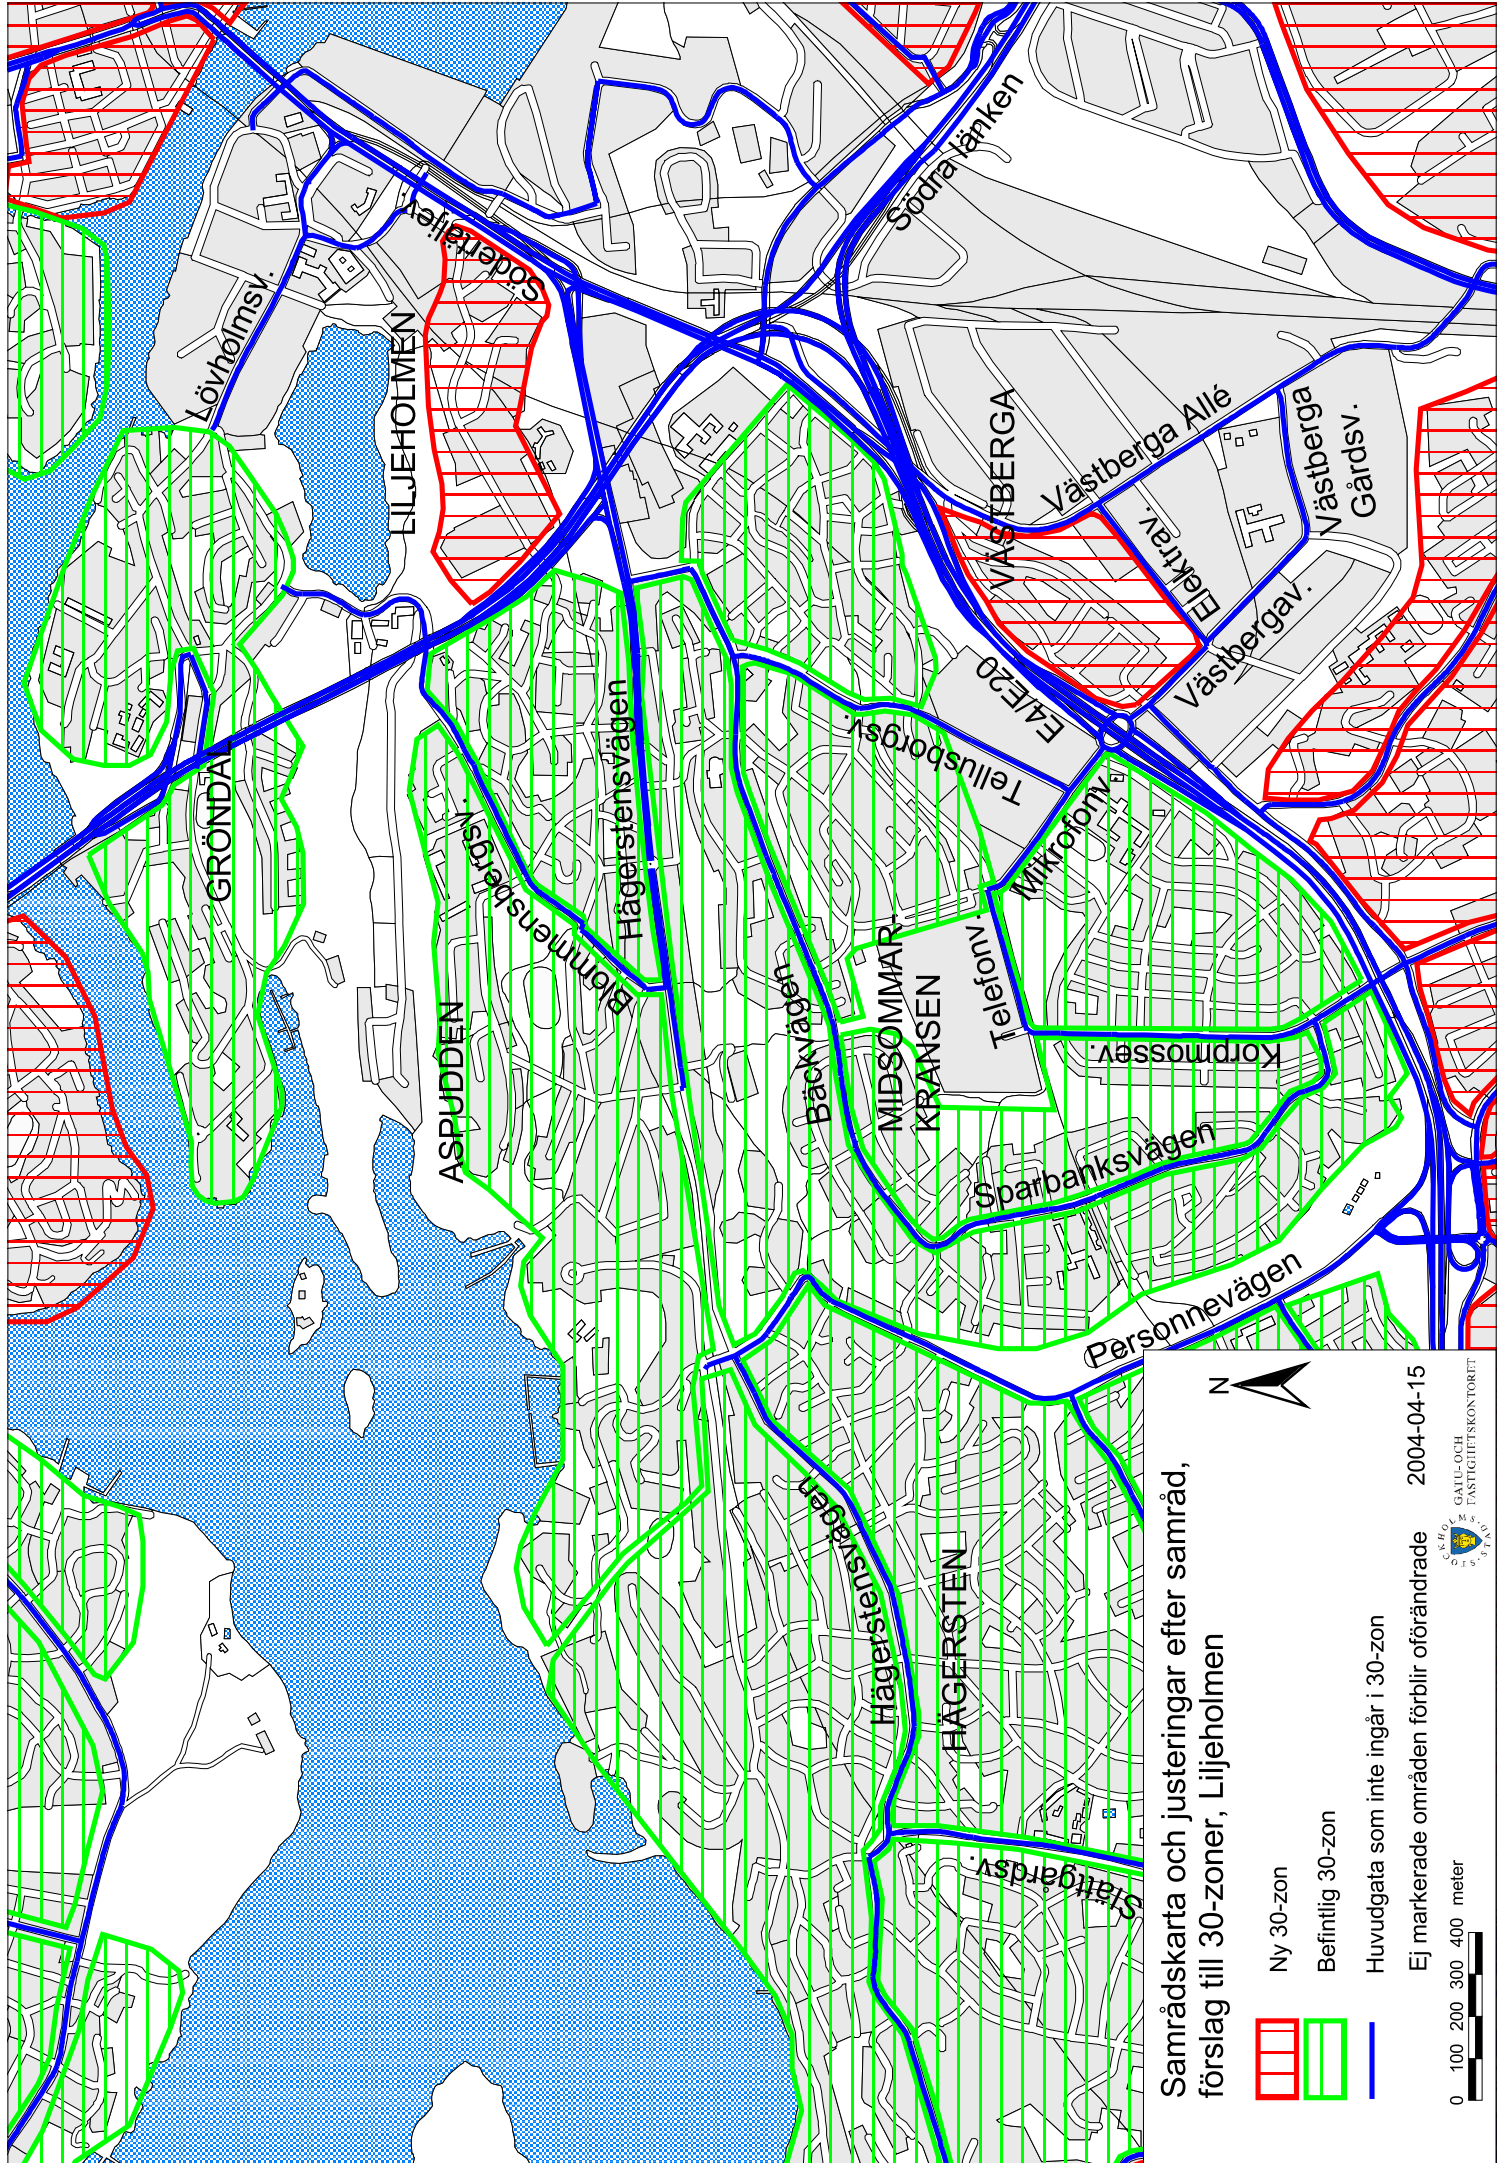 GRÖNDAL
LILJEHOLMEN
Lövholmsv.
Södertäljev.
Södra länken
ASPUDDEN
Blommensbergsv.
Hägerstensvägen
Tellusborgsv.
E4/E20
VÄSTBERGA
Västberga Allé
Elektrav.
Västbergav.
Västberga
Gårdsv.
Bäckvägen
MIDSOMMAR-
KRANSEN
Telefonv.
Mikrofonv.
Korpmossev.
Sparbanksvägen
Personnevägen
Hägerstensvägen
HÄGERSTEN
Slättgårdsv.
Samrådskarta och justeringar efter samråd,
förslag till 30-zoner, Liljeholmen
N
Ny 30-zon
Befintlig 30-zon
Huvudgata som inte ingår i 30-zon
Ej markerade områden förblir oförändrade
2004-04-15
0 100 200 300 400 meter
STOCKHOLMS STAD
GATU- OCH
FASTIGHETSKONTORET